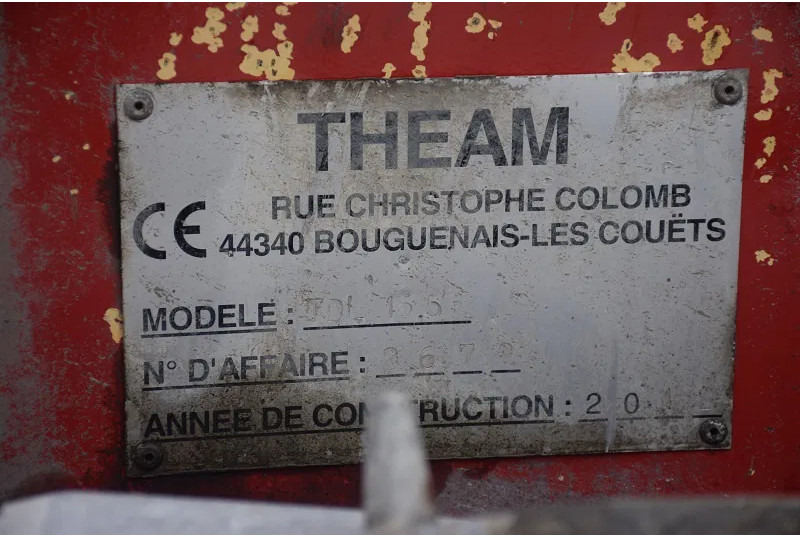 THEAM
CE
RUE CHRISTOPHE COLOMB
44340 BOUGUENAIS-LES COUËTS
MODELE :
N° D'AFFAIRE :
ANNEE DE CONSTRUCTION :